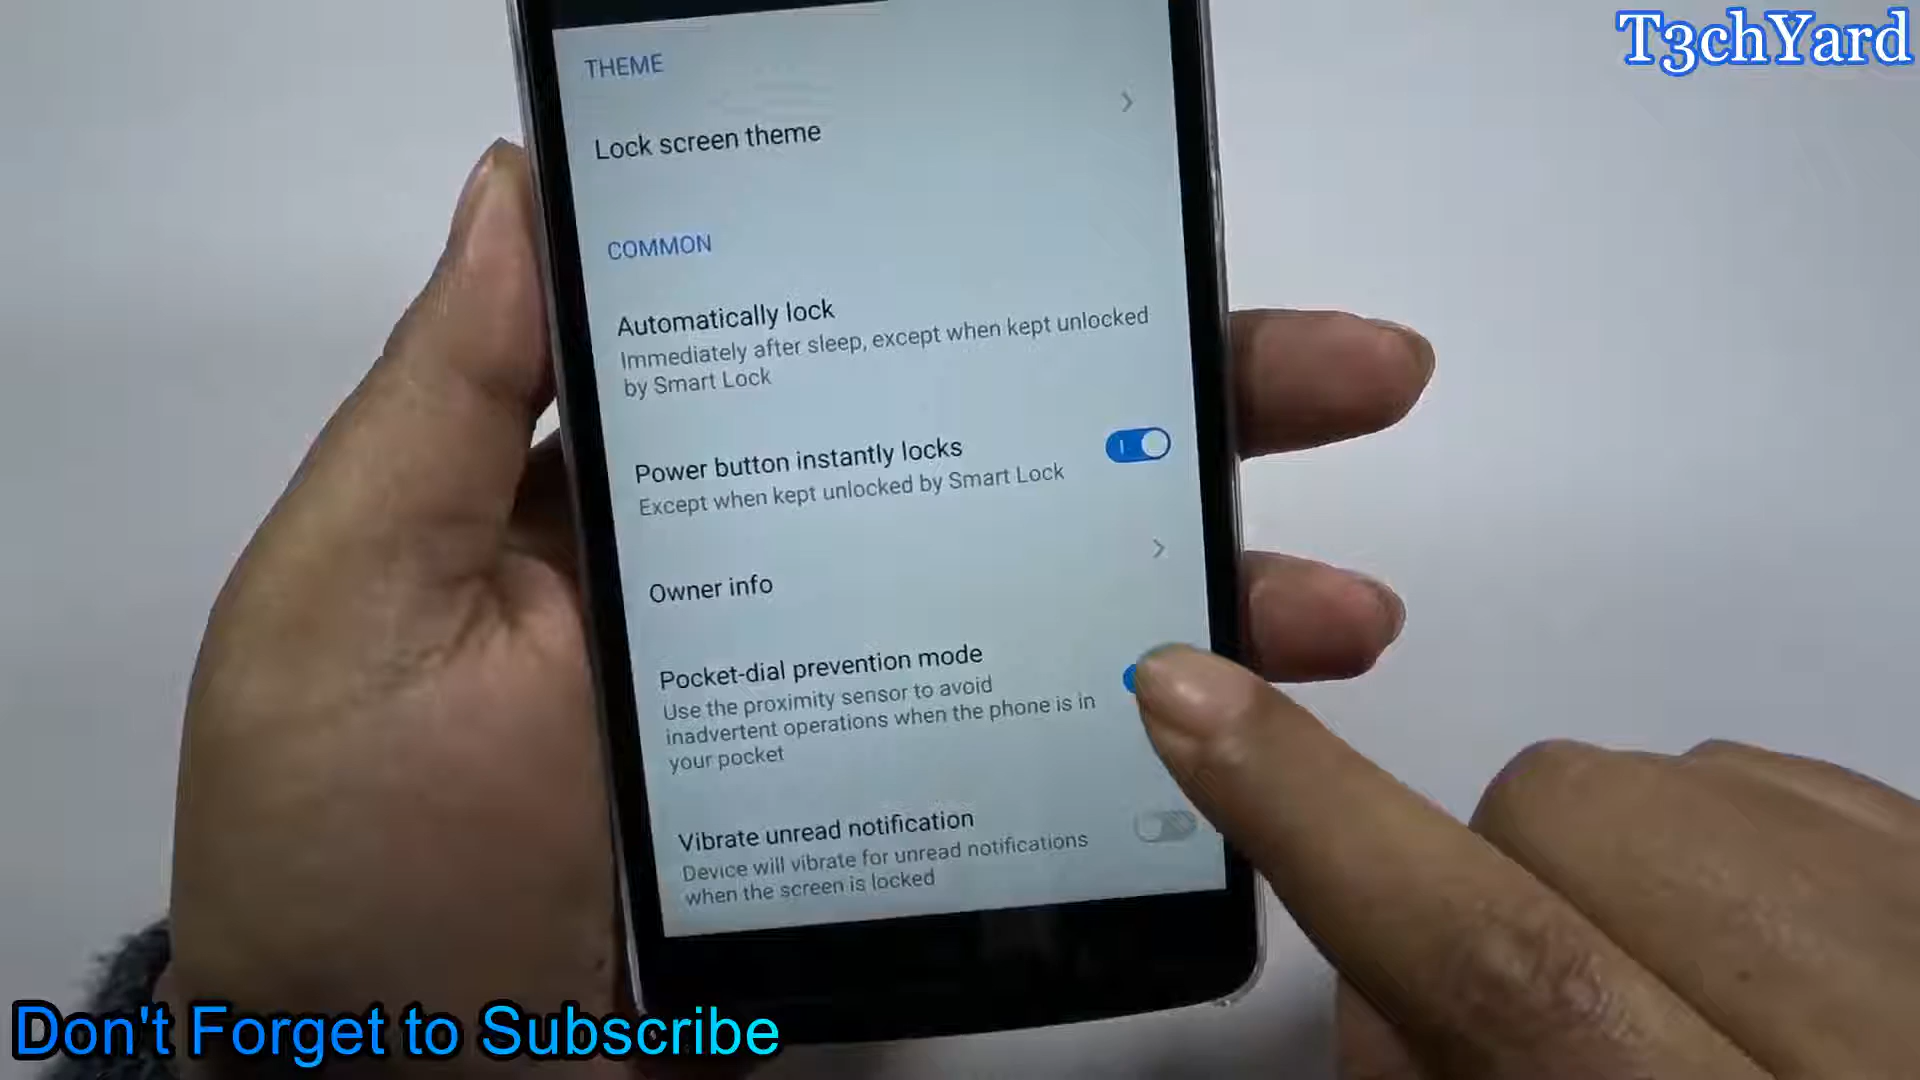 T3chYard
THEME
Lock screen theme
COMMON
Automatically lock
Immediately after sleep, except when kept unlocked
by Smart Lock
Power button instantly locks
Except when kept unlocked by Smart Lock
Owner info
Pocket-dial prevention mode
Use the proximity sensor to avoid
inadvertent operations when the phone is in
your pocket
Vibrate unread notification
Device will vibrate for unread notifications
when the screen is locked
Don't Forget to Subscribe